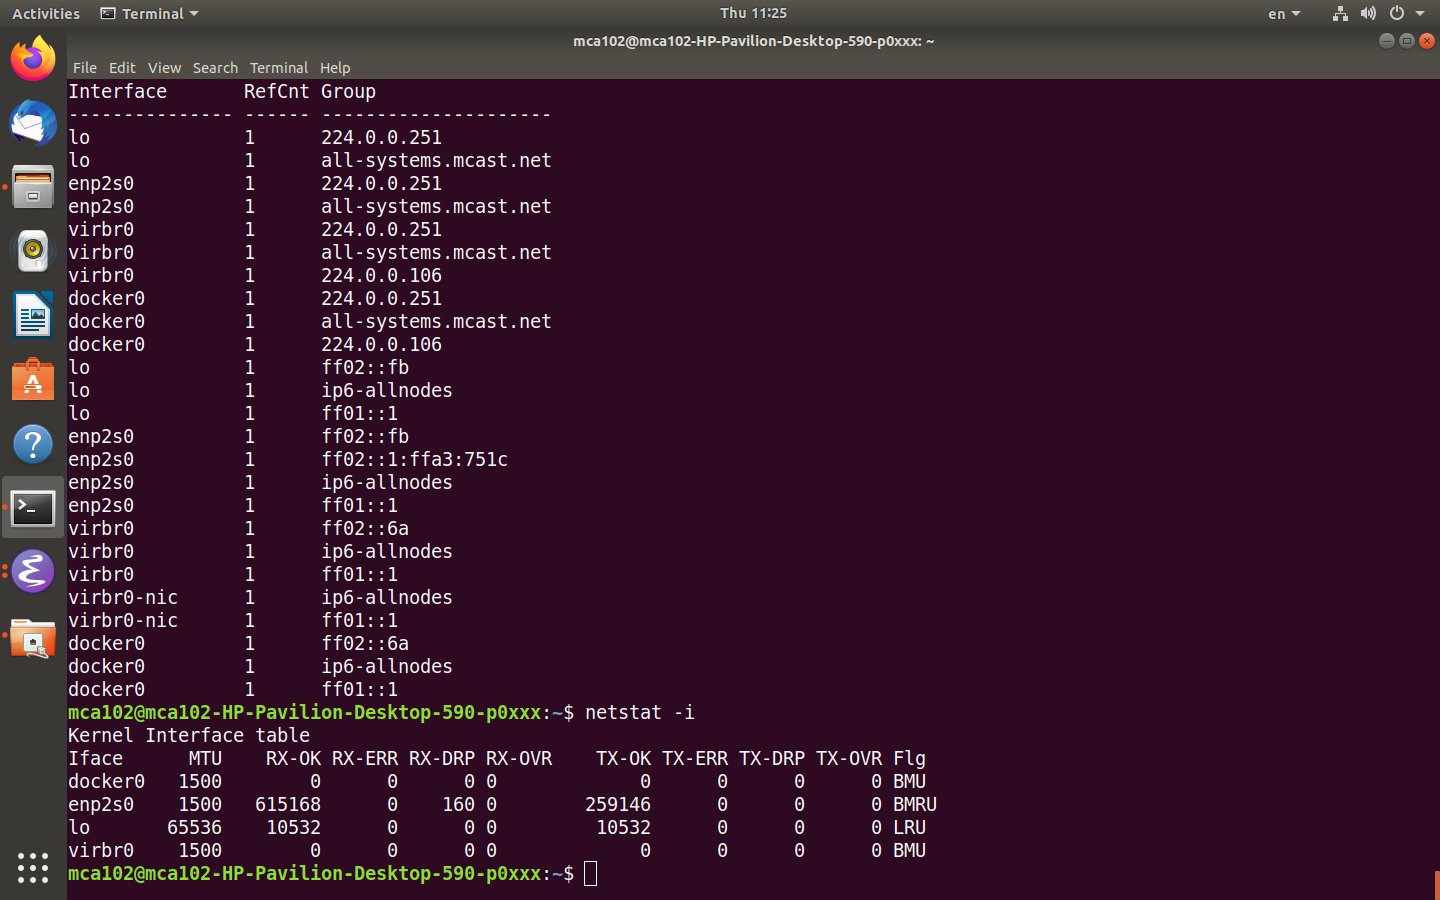 Activities Terminal Thu 11:25 en
mca102@mca102-HP-Pavilion-Desktop-590-p0xxx: ~
File Edit View Search Terminal Help
Interface       RefCnt Group
--------------- ------ ---------------------
lo              1      224.0.0.251
lo              1      all-systems.mcast.net
enp2s0          1      224.0.0.251
enp2s0          1      all-systems.mcast.net
virbr0          1      224.0.0.251
virbr0          1      all-systems.mcast.net
virbr0          1      224.0.0.106
docker0         1      224.0.0.251
docker0         1      all-systems.mcast.net
docker0         1      224.0.0.106
lo              1      ff02::fb
lo              1      ip6-allnodes
lo              1      ff01::1
enp2s0          1      ff02::fb
enp2s0          1      ff02::1:ffa3:751c
enp2s0          1      ip6-allnodes
enp2s0          1      ff01::1
virbr0          1      ff02::6a
virbr0          1      ip6-allnodes
virbr0          1      ff01::1
virbr0-nic      1      ip6-allnodes
virbr0-nic      1      ff01::1
docker0         1      ff02::6a
docker0         1      ip6-allnodes
docker0         1      ff01::1
mca102@mca102-HP-Pavilion-Desktop-590-p0xxx:~$ netstat -i
Kernel Interface table
Iface      MTU    RX-OK RX-ERR RX-DRP RX-OVR    TX-OK TX-ERR TX-DRP TX-OVR Flg
docker0   1500        0      0      0 0             0      0      0      0 BMU
enp2s0    1500   615168      0    160 0        259146      0      0      0 BMRU
lo       65536    10532      0      0 0         10532      0      0      0 LRU
virbr0    1500        0      0      0 0             0      0      0      0 BMU
mca102@mca102-HP-Pavilion-Desktop-590-p0xxx:~$